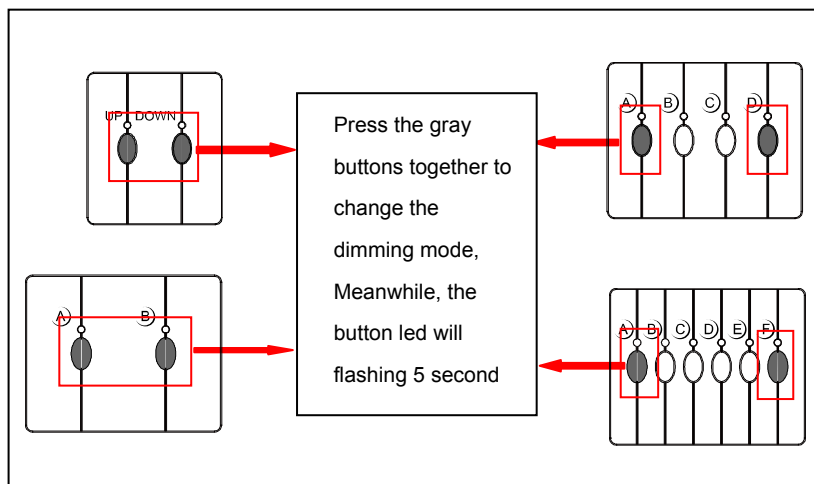 UP DOWN
A B
Press the gray
buttons together to
change the
dimming mode,
Meanwhile, the
button led will
flashing 5 second
A B C D
A B C D E F